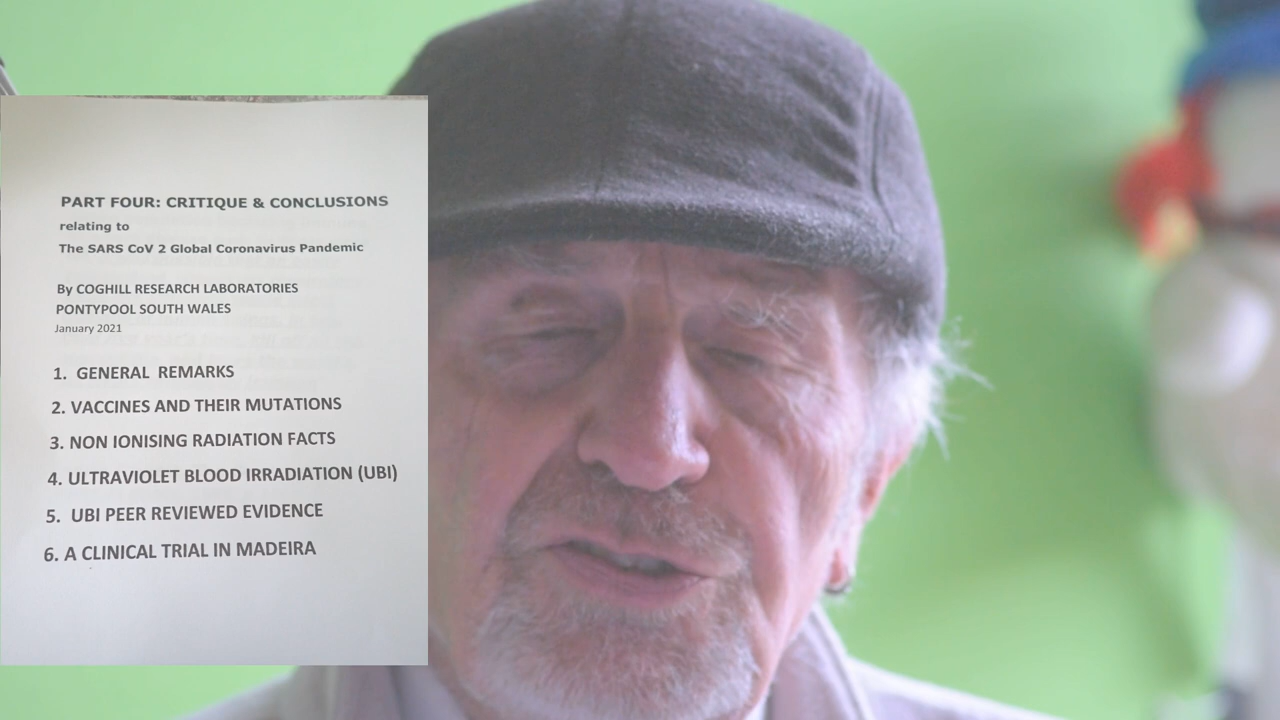 PART FOUR: CRITIQUE & CONCLUSIONS
relating to
The SARS CoV 2 Global Coronavirus Pandemic
By COGHILL RESEARCH LABORATORIES
PONTYPOOL SOUTH WALES
January 2021
1. GENERAL REMARKS
2. VACCINES AND THEIR MUTATIONS
3. NON IONISING RADIATION FACTS
4. ULTRAVIOLET BLOOD IRRADIATION (UBI)
5. UBI PEER REVIEWED EVIDENCE
6. A CLINICAL TRIAL IN MADEIRA